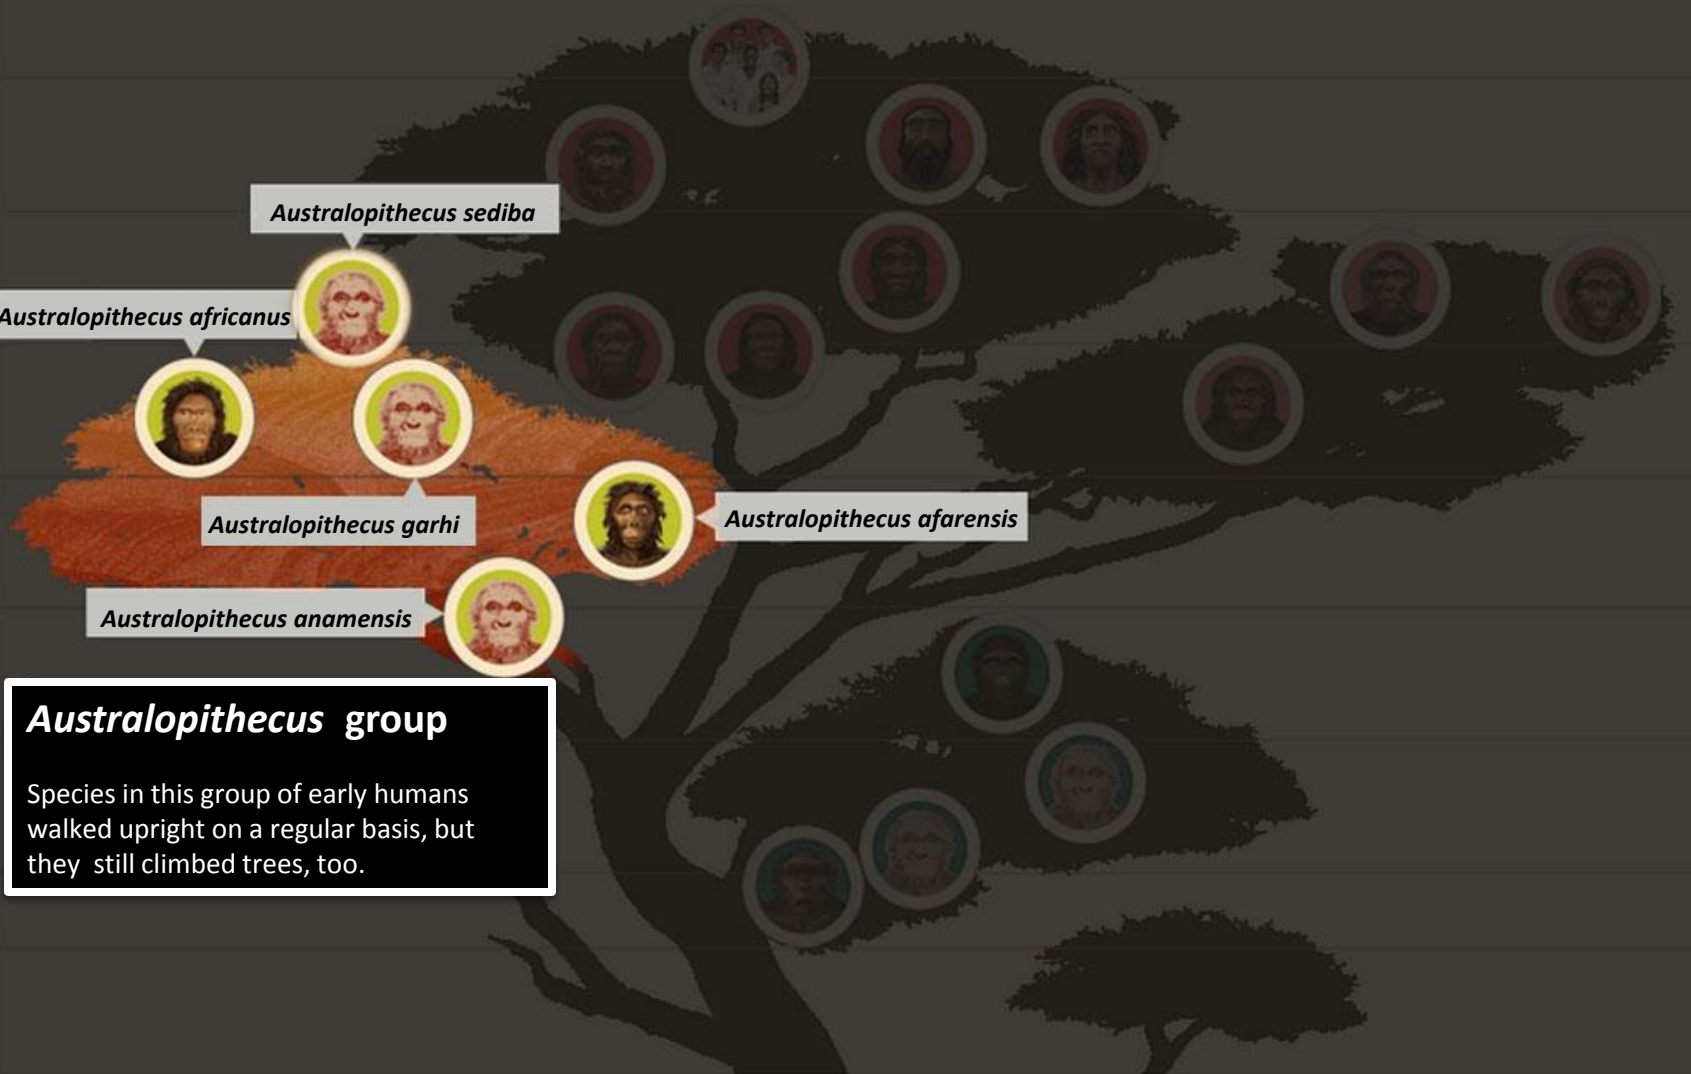 Australopithecus sediba
Australopithecus africanus
Australopithecus garhi
Australopithecus afarensis
Australopithecus anamensis
Australopithecus group
Species in this group of early humans
walked upright on a regular basis, but
they still climbed trees, too.